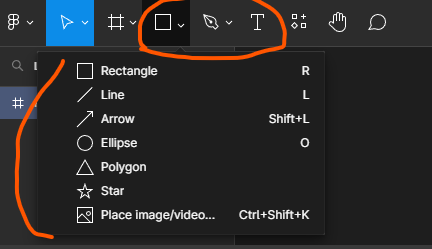 Rectangle R
Line L
Arrow Shift+L
Ellipse O
Polygon
Star
Place image/video... Ctrl+Shift+K